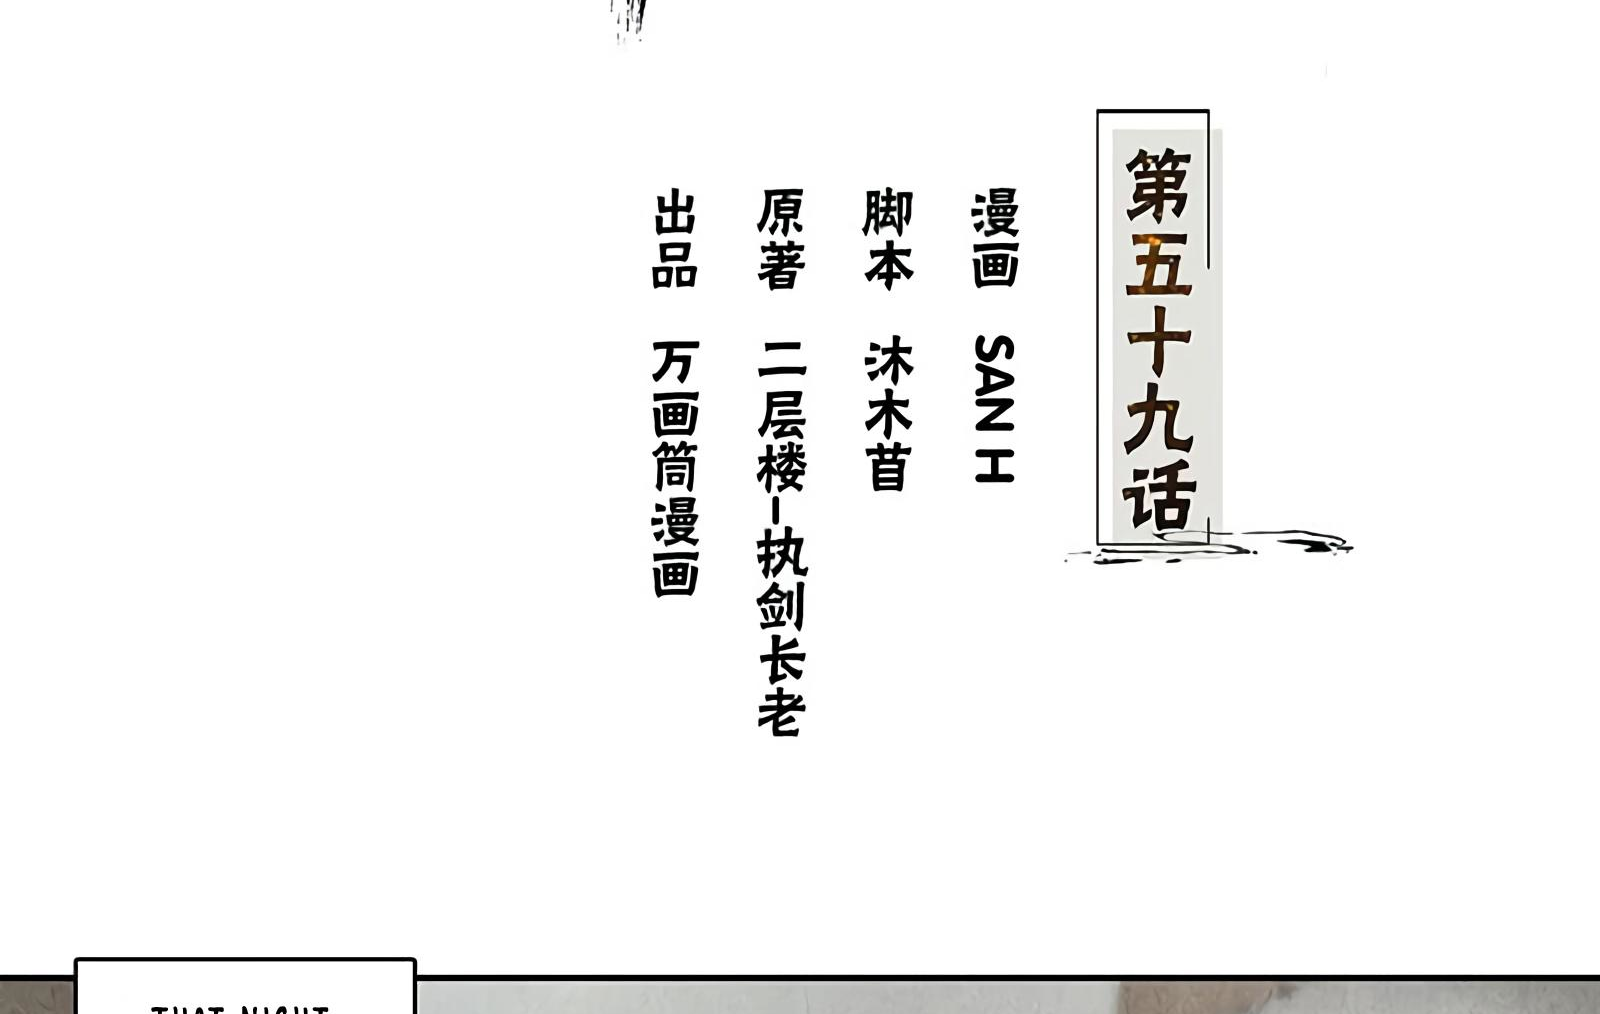 第五十九话
漫画 SAN H
脚本 沐木苜
原著 二层楼-执剑长老
出品 万画筒漫画
THAT NIGHT